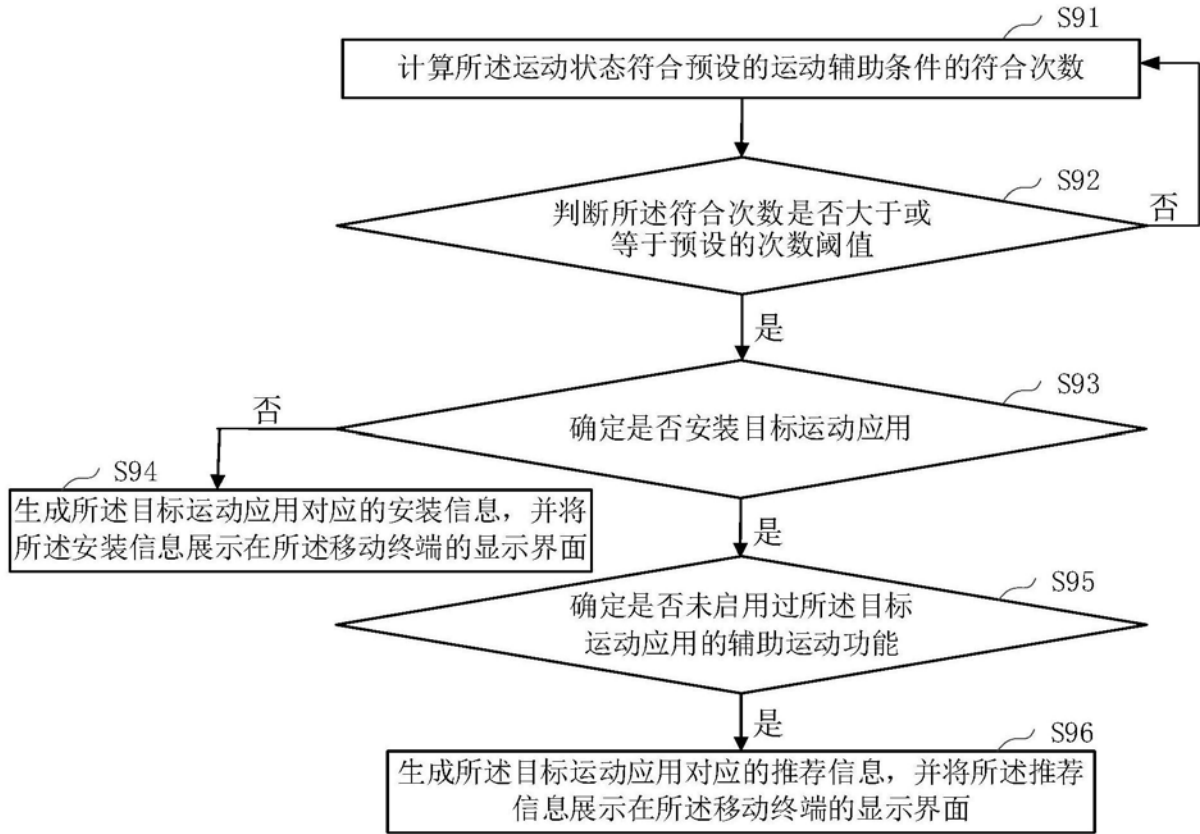 S91
计算所述运动状态符合预设的运动辅助条件的符合次数
S92
判断所述符合次数是否大于或
等于预设的次数阈值
否
是
S93
确定是否安装目标运动应用
否
S94
生成所述目标运动应用对应的安装信息，并将
所述安装信息展示在所述移动终端的显示界面
是
S95
确定是否未启用过所述目标
运动应用的辅助运动功能
是
S96
生成所述目标运动应用对应的推荐信息，并将所述推荐
信息展示在所述移动终端的显示界面